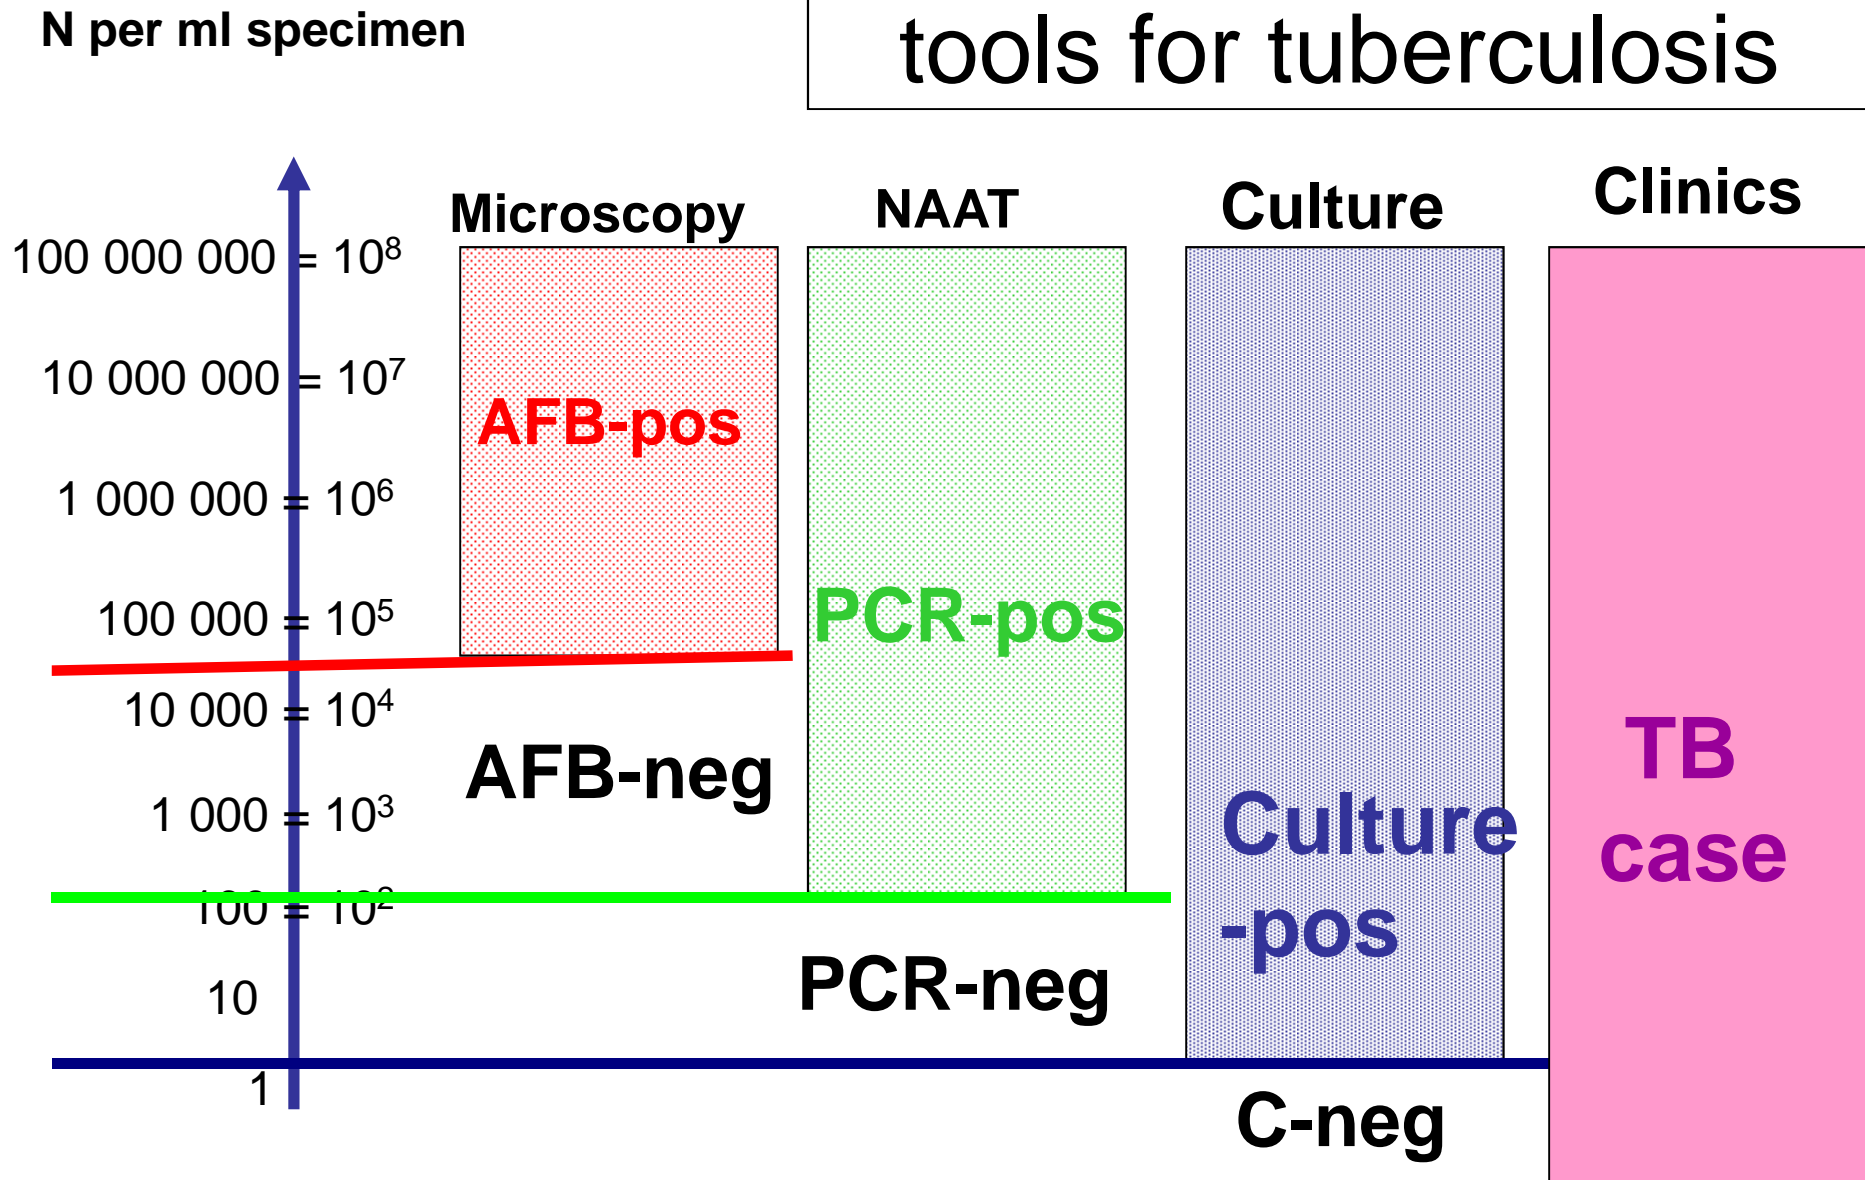 N per ml specimen
tools for tuberculosis
Microscopy
NAAT
Culture
Clinics
100 000 000 = 10⁸
10 000 000 = 10⁷
1 000 000 = 10⁶
100 000 = 10⁵
10 000 = 10⁴
1 000 = 10³
100 = 10²
10
1
AFB-pos
AFB-neg
PCR-pos
PCR-neg
Culture
-pos
C-neg
TB
case